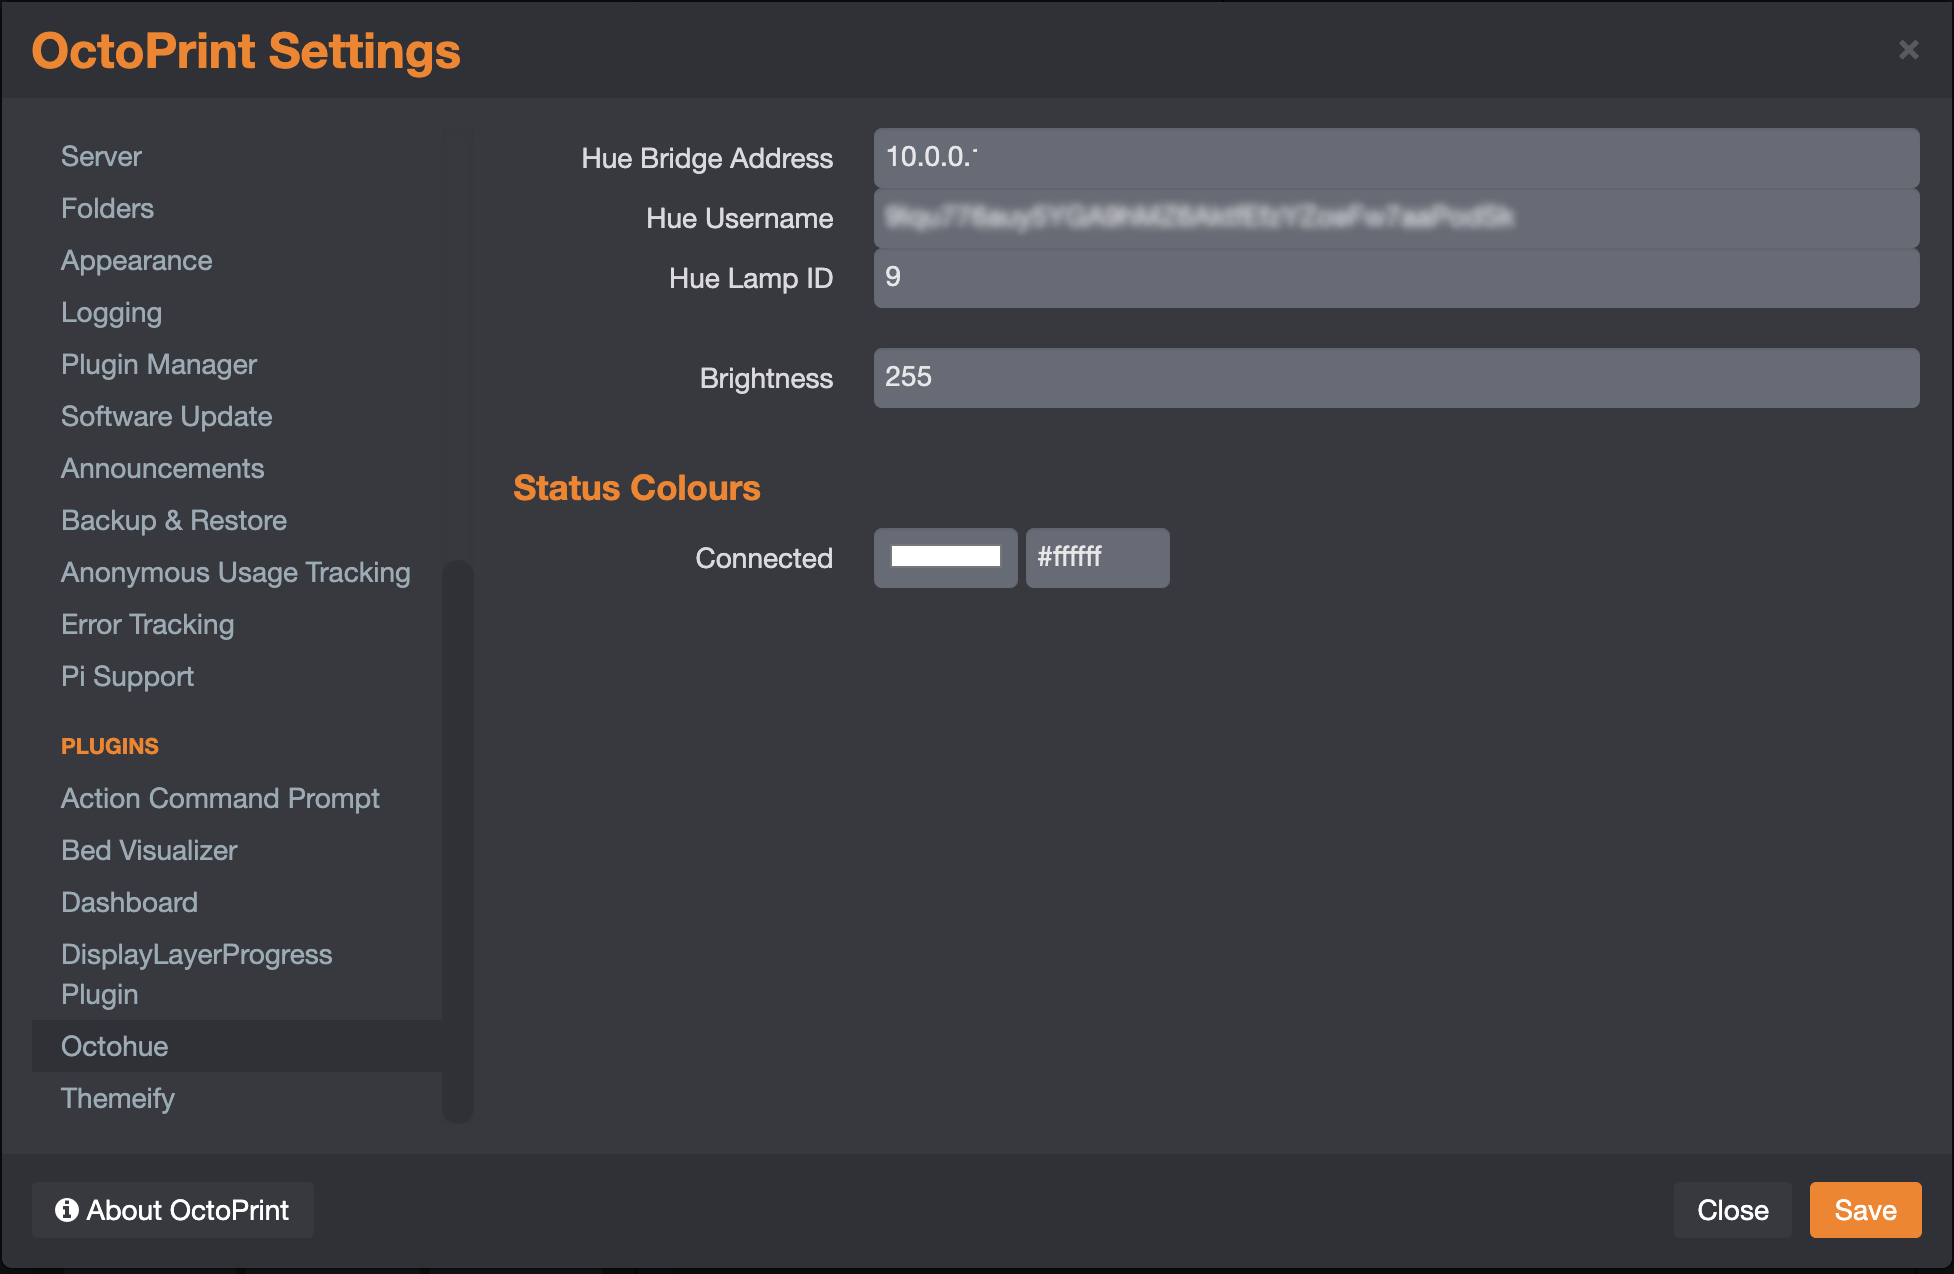 OctoPrint Settings
Server
Folders
Appearance
Logging
Plugin Manager
Software Update
Announcements
Backup & Restore
Anonymous Usage Tracking
Error Tracking
Pi Support
PLUGINS
Action Command Prompt
Bed Visualizer
Dashboard
DisplayLayerProgress
Plugin
Octohue
Themeify
Hue Bridge Address 10.0.0.
Hue Username
Hue Lamp ID 9
Brightness 255
Status Colours
Connected #ffffff
About OctoPrint
Close
Save